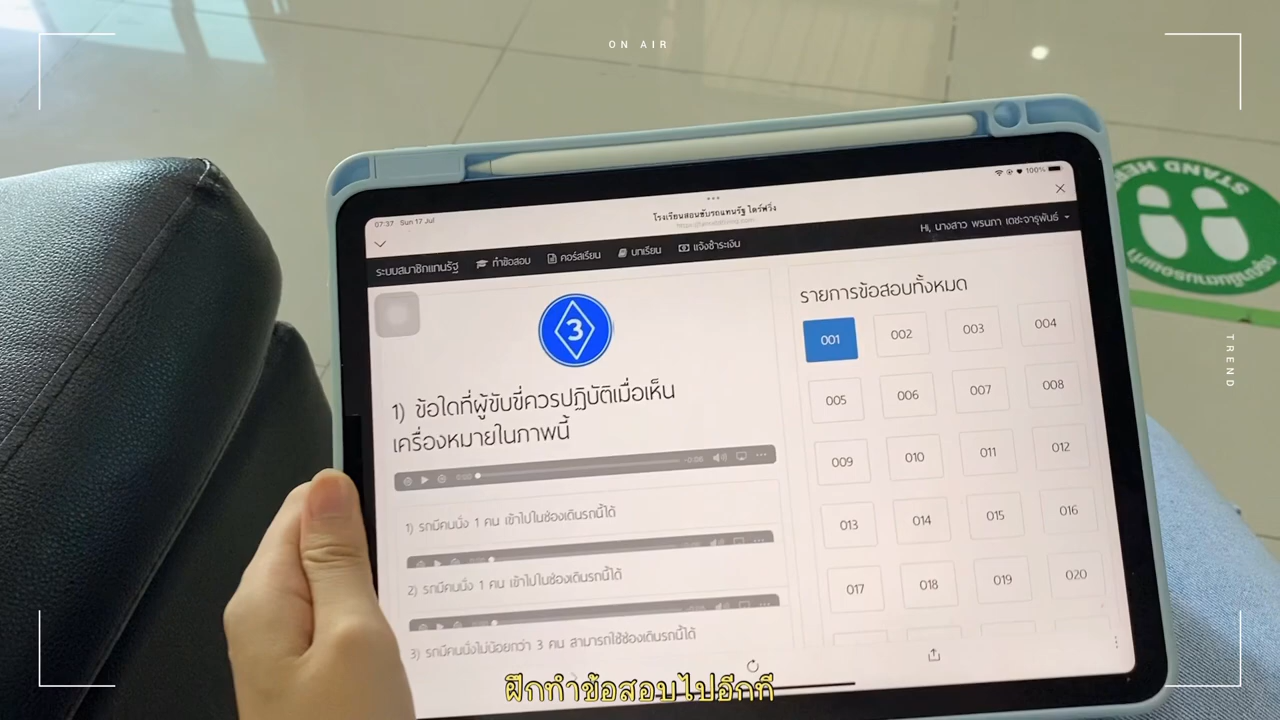 ON AIR
STAND HERE
07:37 Sun 17 Jul
100%
โรงเรียนสอนขับรถแทนรัฐ ไดร์ฟวิ่ง
Hi, นางสาว พรนภา เตชะจารุพันธ์
ระบบสมาชิกแทนรัฐ ทำข้อสอบ คอร์สเรียน บทเรียน แจ้งชำระเงิน
3
1) ข้อใดที่ผู้ขับขี่ควรปฏิบัติเมื่อเห็น
เครื่องหมายในภาพนี้
0:00 -0:06
1) รถมีคนนั่ง 1 คน เข้าไปในช่องเดินรถนี้ได้
2) รถมีคนนั่ง 1 คน เข้าไปในช่องเดินรถนี้ได้
3) รถมีคนนั่งไม่น้อยกว่า 3 คน สามารถใช้ช่องเดินรถนี้ได้
รายการข้อสอบทั้งหมด
001 002 003 004
005 006 007 008
009 010 011 012
013 014 015 016
017 018 019 020
TREND
ฝึกทำข้อสอบไปอีกที